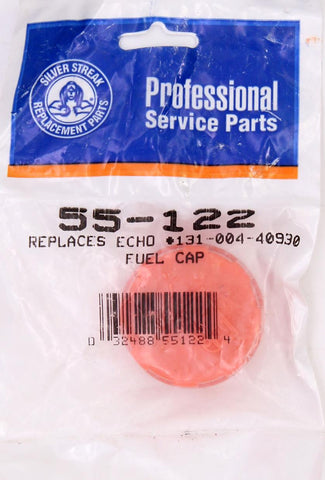 SILVER STREAK
REPLACEMENT PARTS
Professional
Service Parts
55-122
REPLACES ECHO #131-004-40930
FUEL CAP
0 32488 55122 4